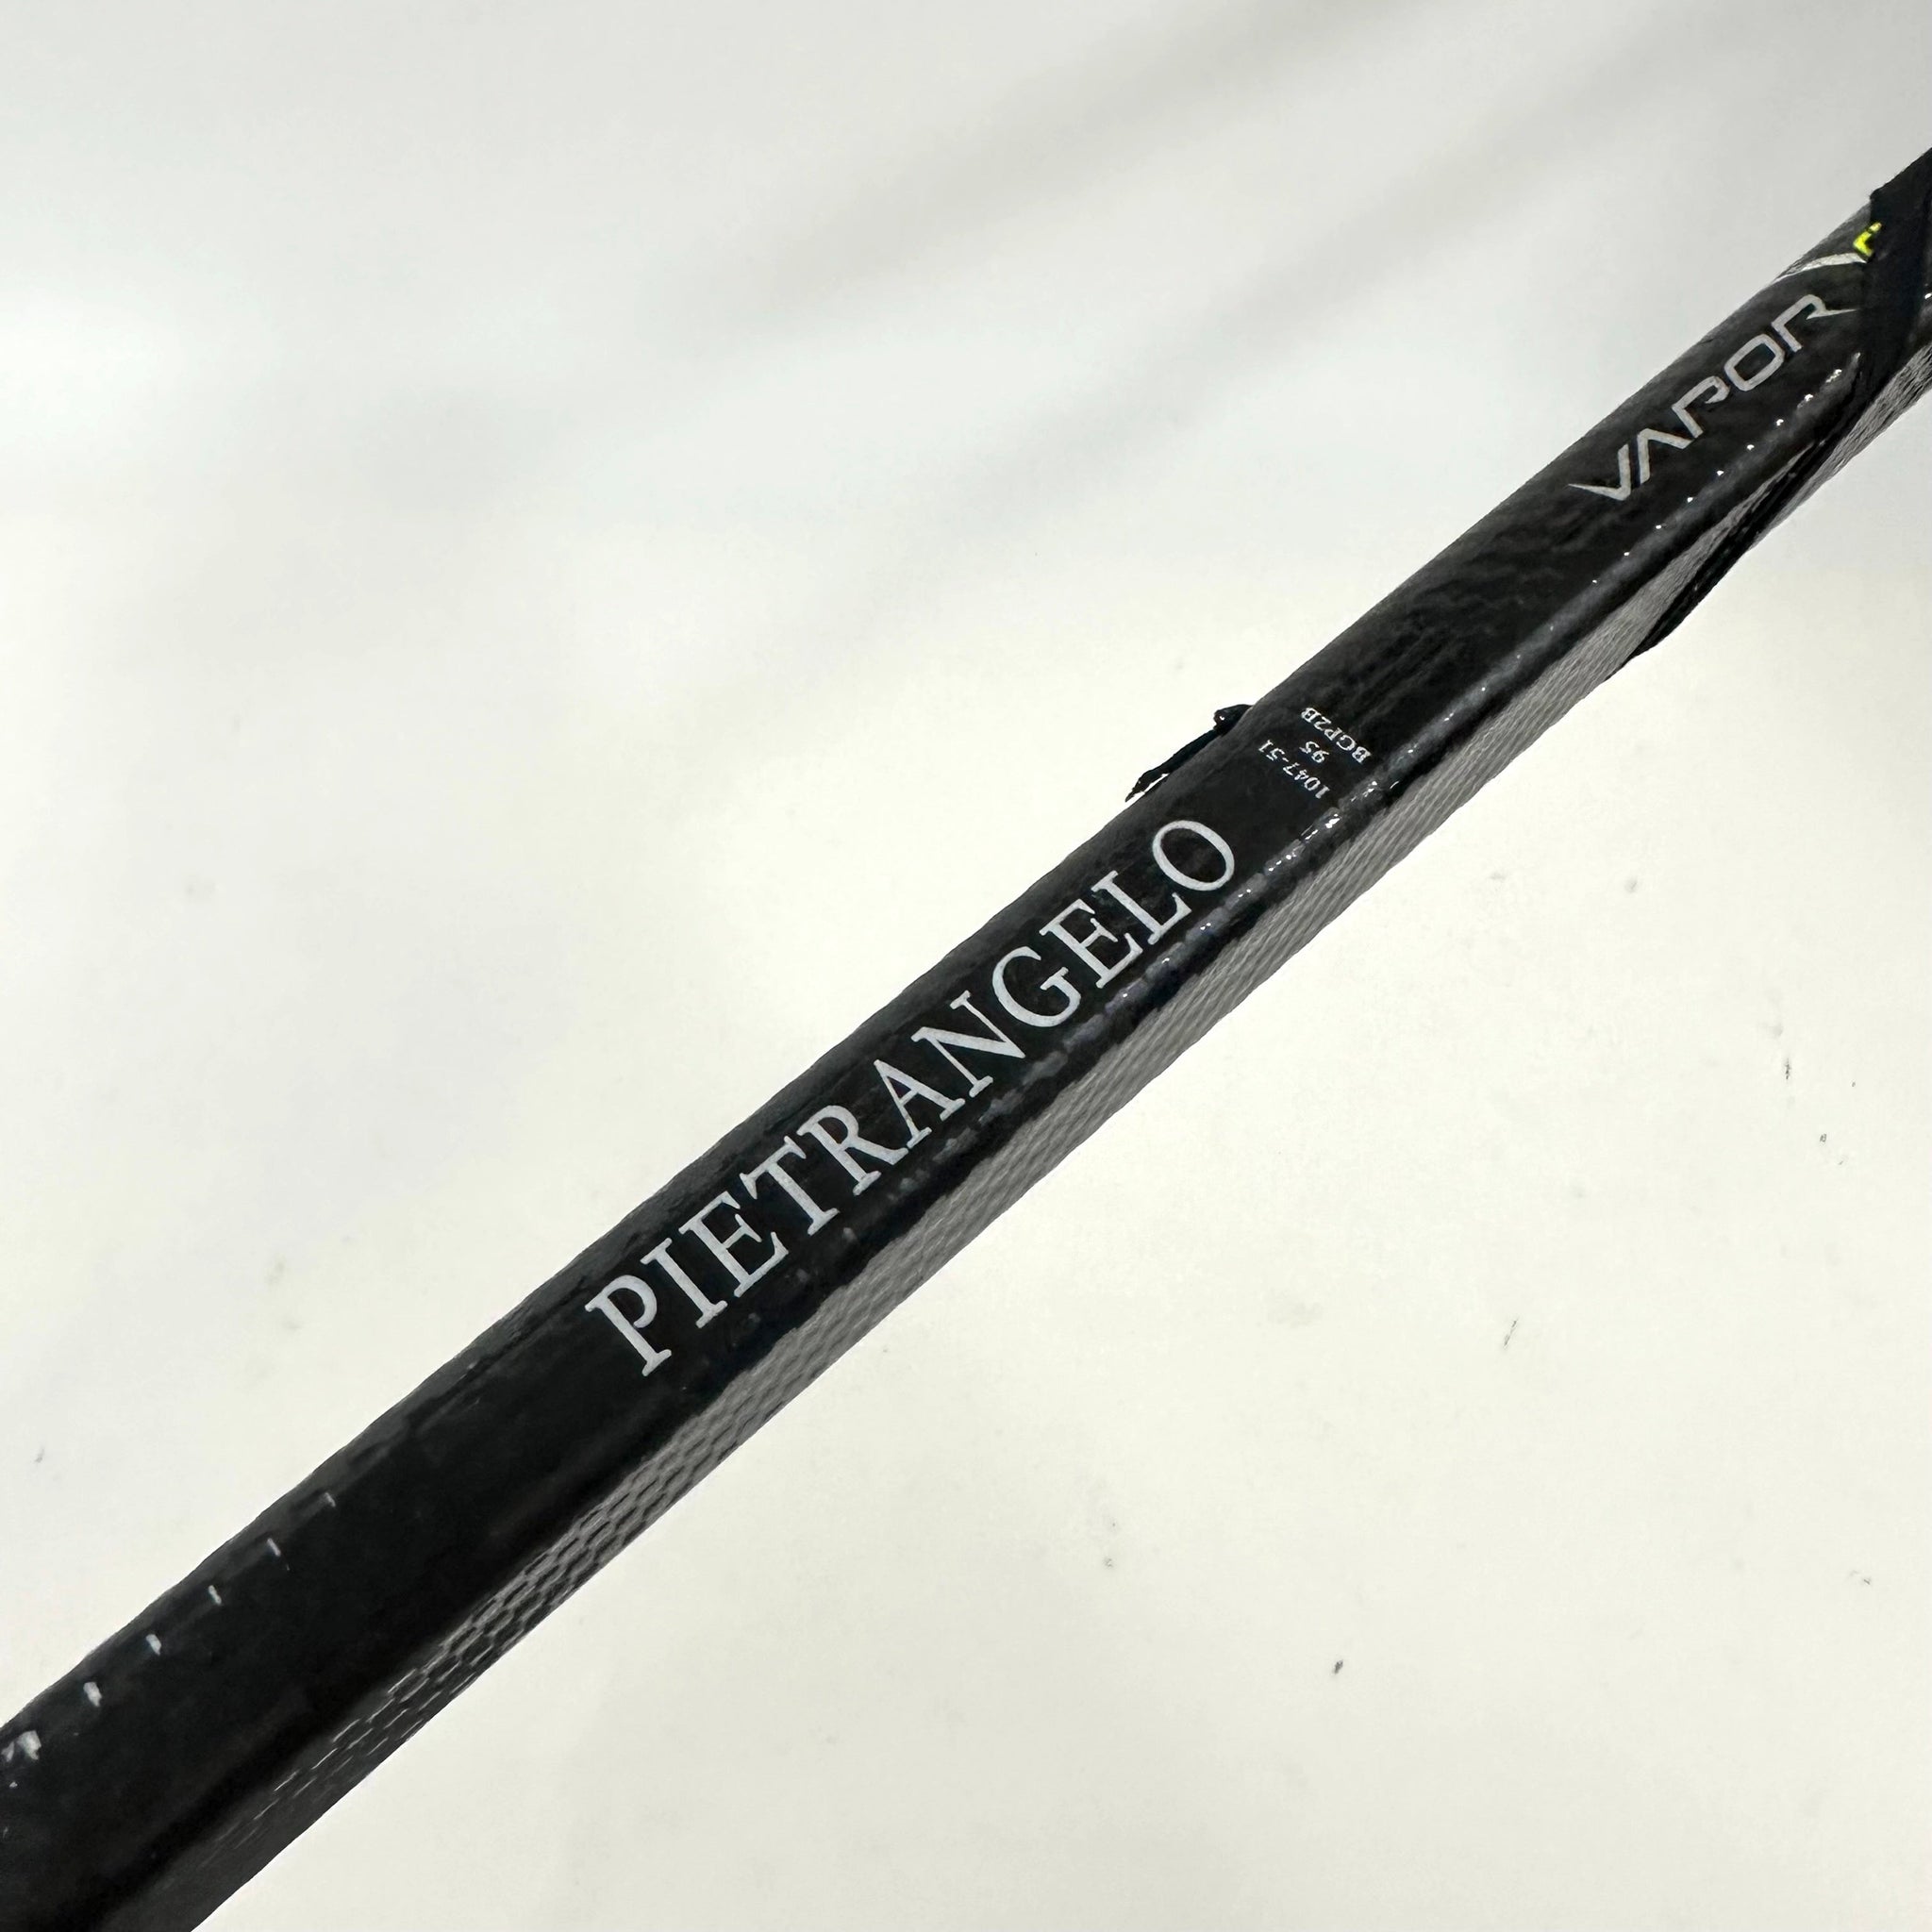 VAPOR
BGP2B
95
1047-51
PIETRANGELO